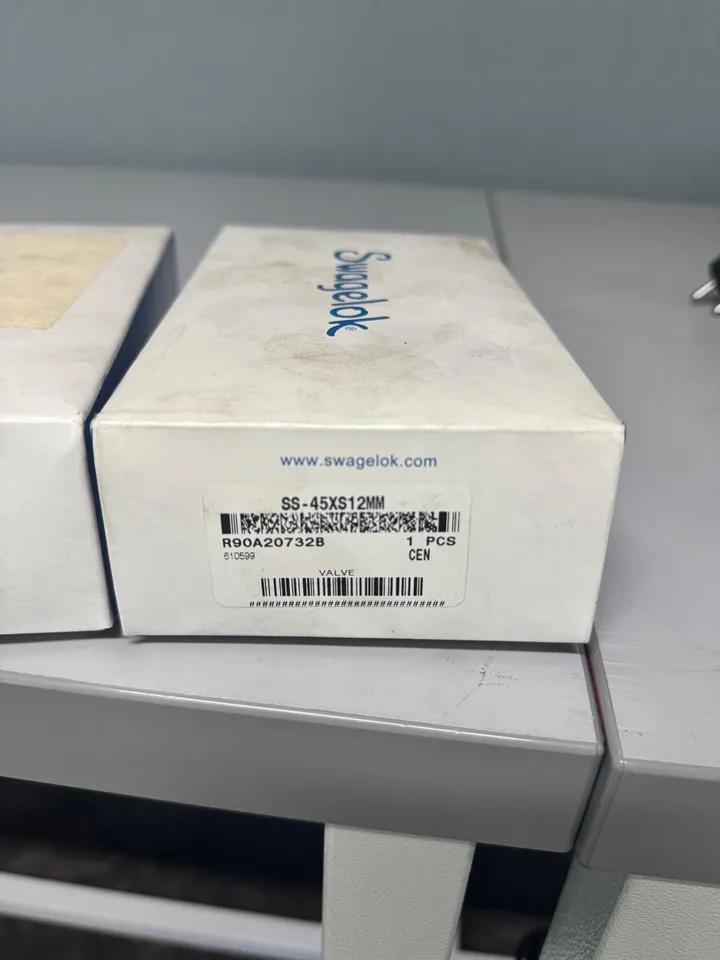 Swagelok®
www.swagelok.com
SS-45XS12MM
R90A20732B 1 PCS
610599 CEN
VALVE